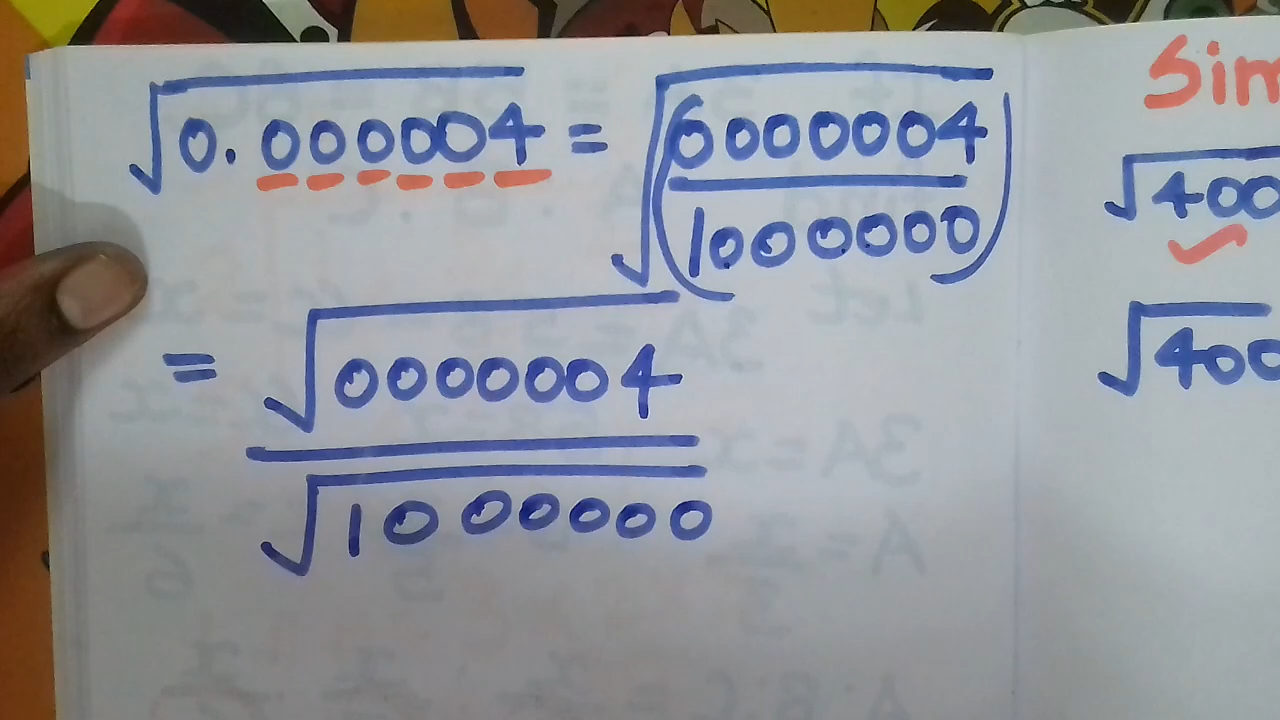 √0.000004 = √(0000004
1000000)
= √0000004
√1000000
Sim
√400
√400